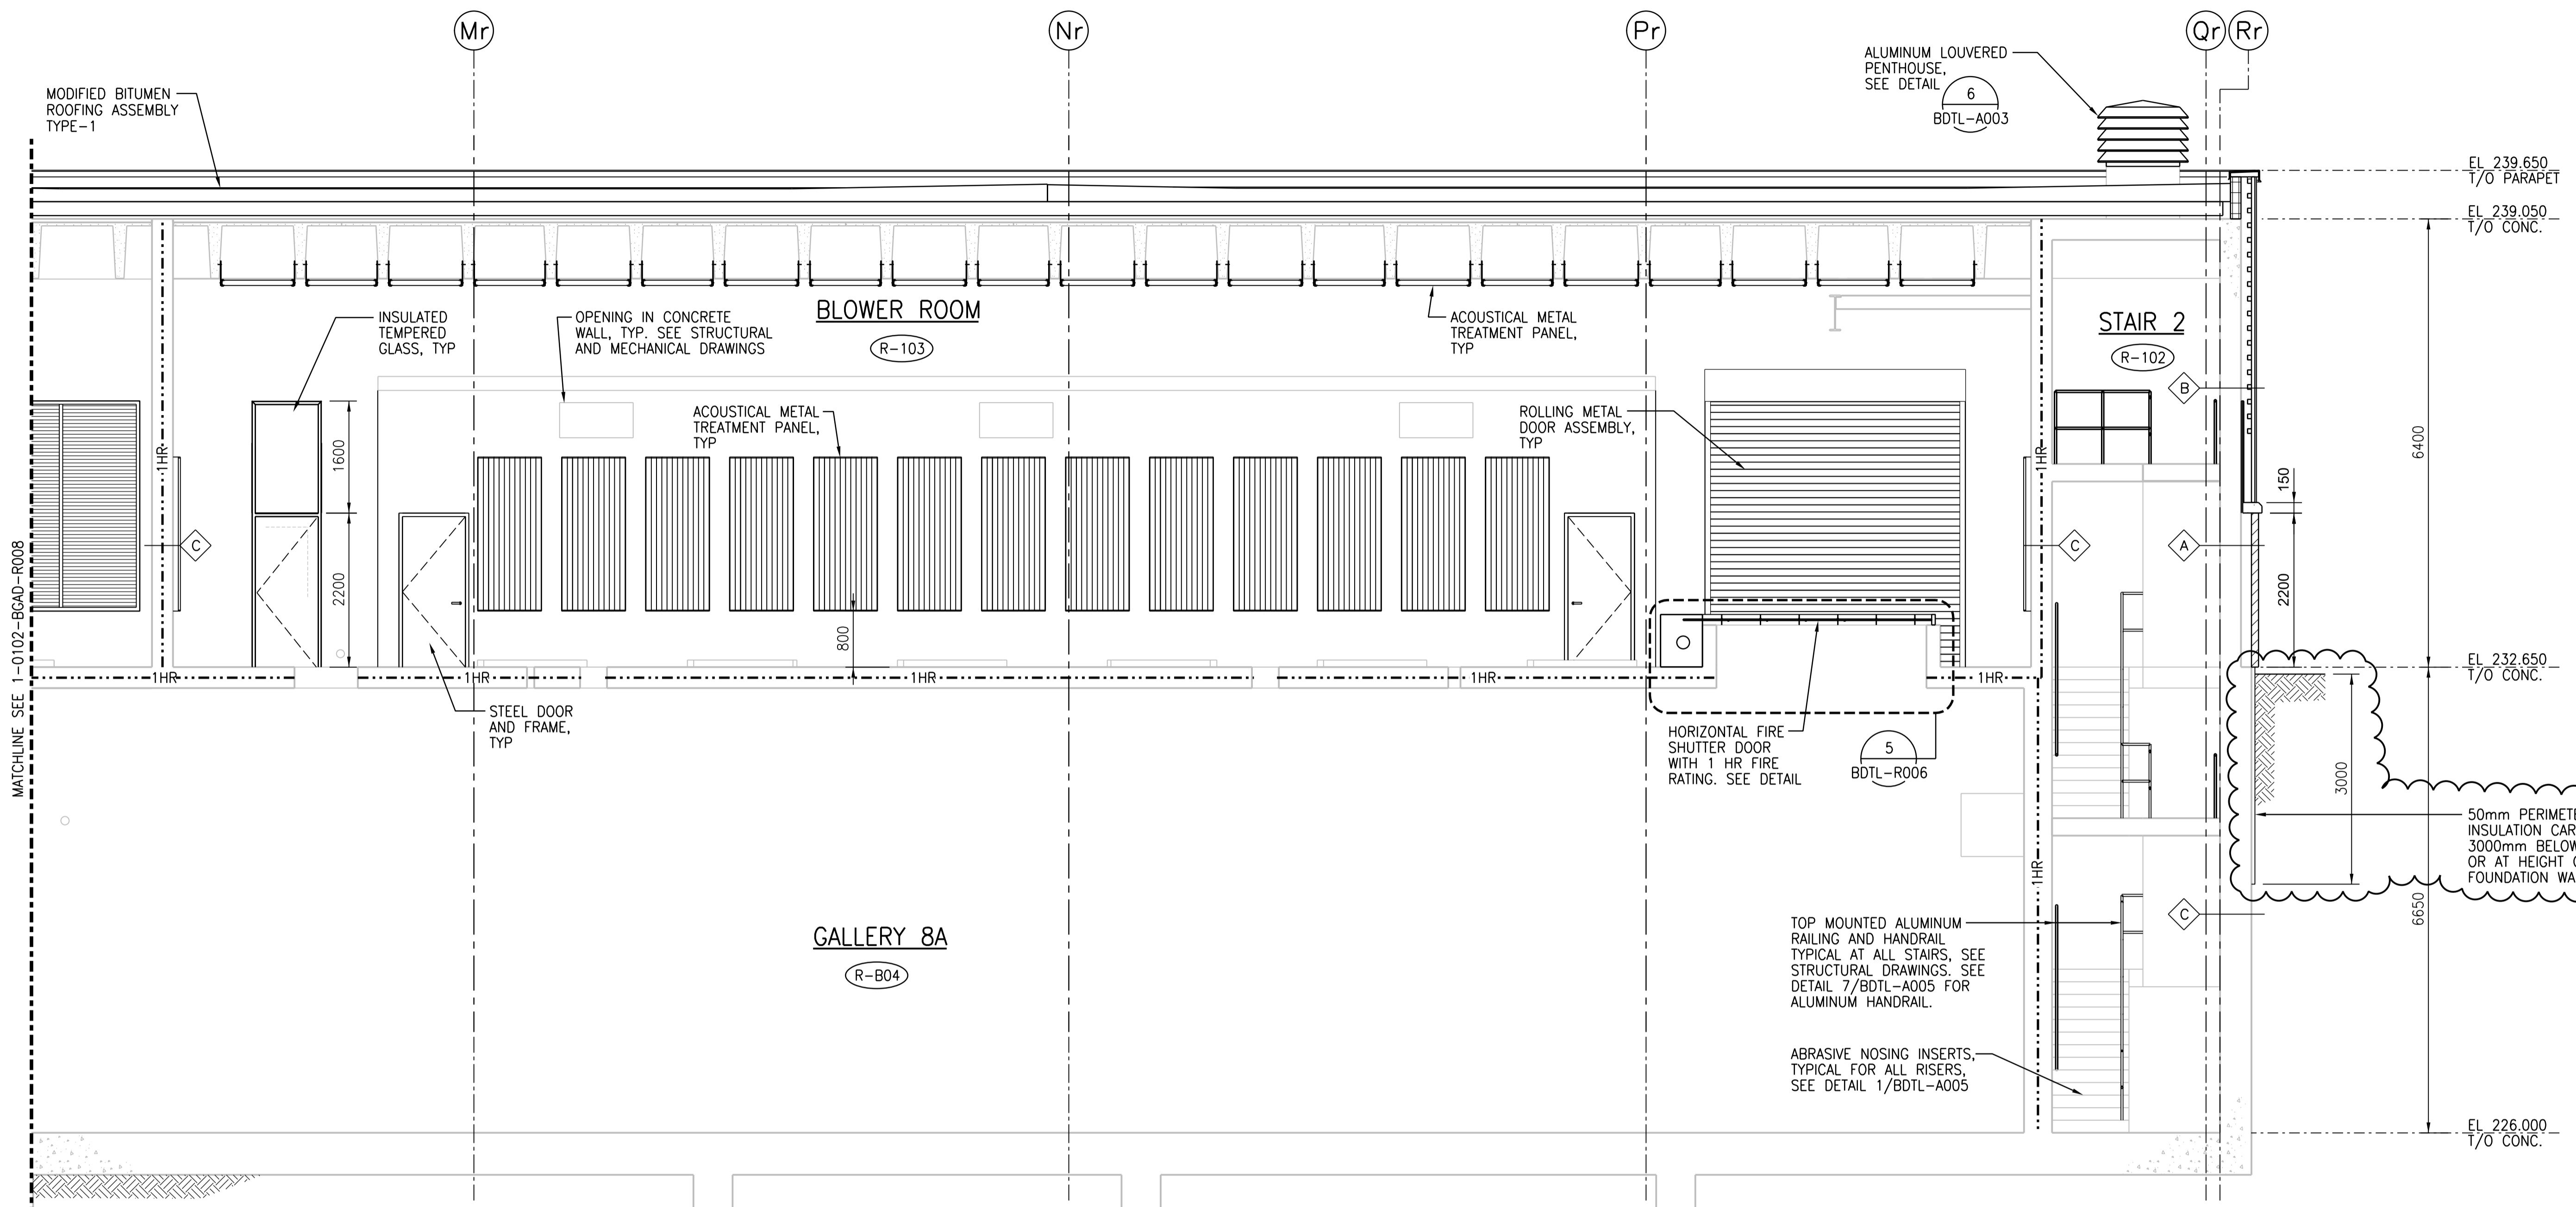 Mr
Nr
Pr
Qr
Rr
MODIFIED BITUMEN
ROOFING ASSEMBLY
TYPE-1
ALUMINUM LOUVERED
PENTHOUSE,
SEE DETAIL
6
BDTL-A003
EL 239.650
T/O PARAPET
EL 239.050
T/O CONC.
INSULATED
TEMPERED
GLASS, TYP
OPENING IN CONCRETE
WALL, TYP. SEE STRUCTURAL
AND MECHANICAL DRAWINGS
BLOWER ROOM
R-103
ACOUSTICAL METAL
TREATMENT PANEL,
TYP
STAIR 2
R-102
B
ACOUSTICAL METAL
TREATMENT PANEL,
TYP
ROLLING METAL
DOOR ASSEMBLY,
TYP
1HR
1600
2200
1HR
6400
150
2200
C
C
A
800
MATCHLINE SEE 1-0102-BGAD-R008
1HR
1HR
1HR
1HR
1HR
EL 232.650
T/O CONC.
STEEL DOOR
AND FRAME,
TYP
HORIZONTAL FIRE
SHUTTER DOOR
WITH 1 HR FIRE
RATING. SEE DETAIL
5
BDTL-R006
3000
50mm PERIMETE
INSULATION CAR
3000mm BELOW
OR AT HEIGHT
FOUNDATION WA
1HR
6650
C
GALLERY 8A
R-B04
TOP MOUNTED ALUMINUM
RAILING AND HANDRAIL
TYPICAL AT ALL STAIRS, SEE
STRUCTURAL DRAWINGS. SEE
DETAIL 7/BDTL-A005 FOR
ALUMINUM HANDRAIL.
ABRASIVE NOSING INSERTS,
TYPICAL FOR ALL RISERS,
SEE DETAIL 1/BDTL-A005
EL 226.000
T/O CONC.